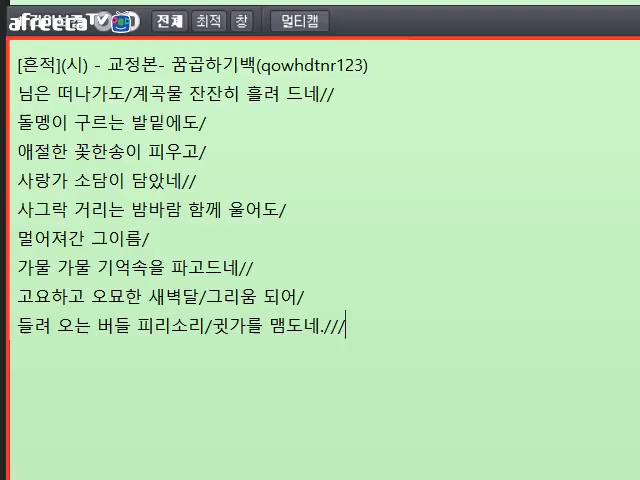 afreeca TV
전체 최적 창 멀티캠
[흔적](시) - 교정본- 꿈곱하기백(qowhdtnr123)
님은 떠나가도/계곡물 잔잔히 흘려 드네//
돌멩이 구르는 발밑에도/
애절한 꽃한송이 피우고/
사랑가 소담이 담았네//
사그락 거리는 밤바람 함께 울어도/
멀어져간 그이름/
가물 가물 기억속을 파고드네//
고요하고 오묘한 새벽달/그리움 되어/
들려 오는 버들 피리소리/귓가를 맴도네.///